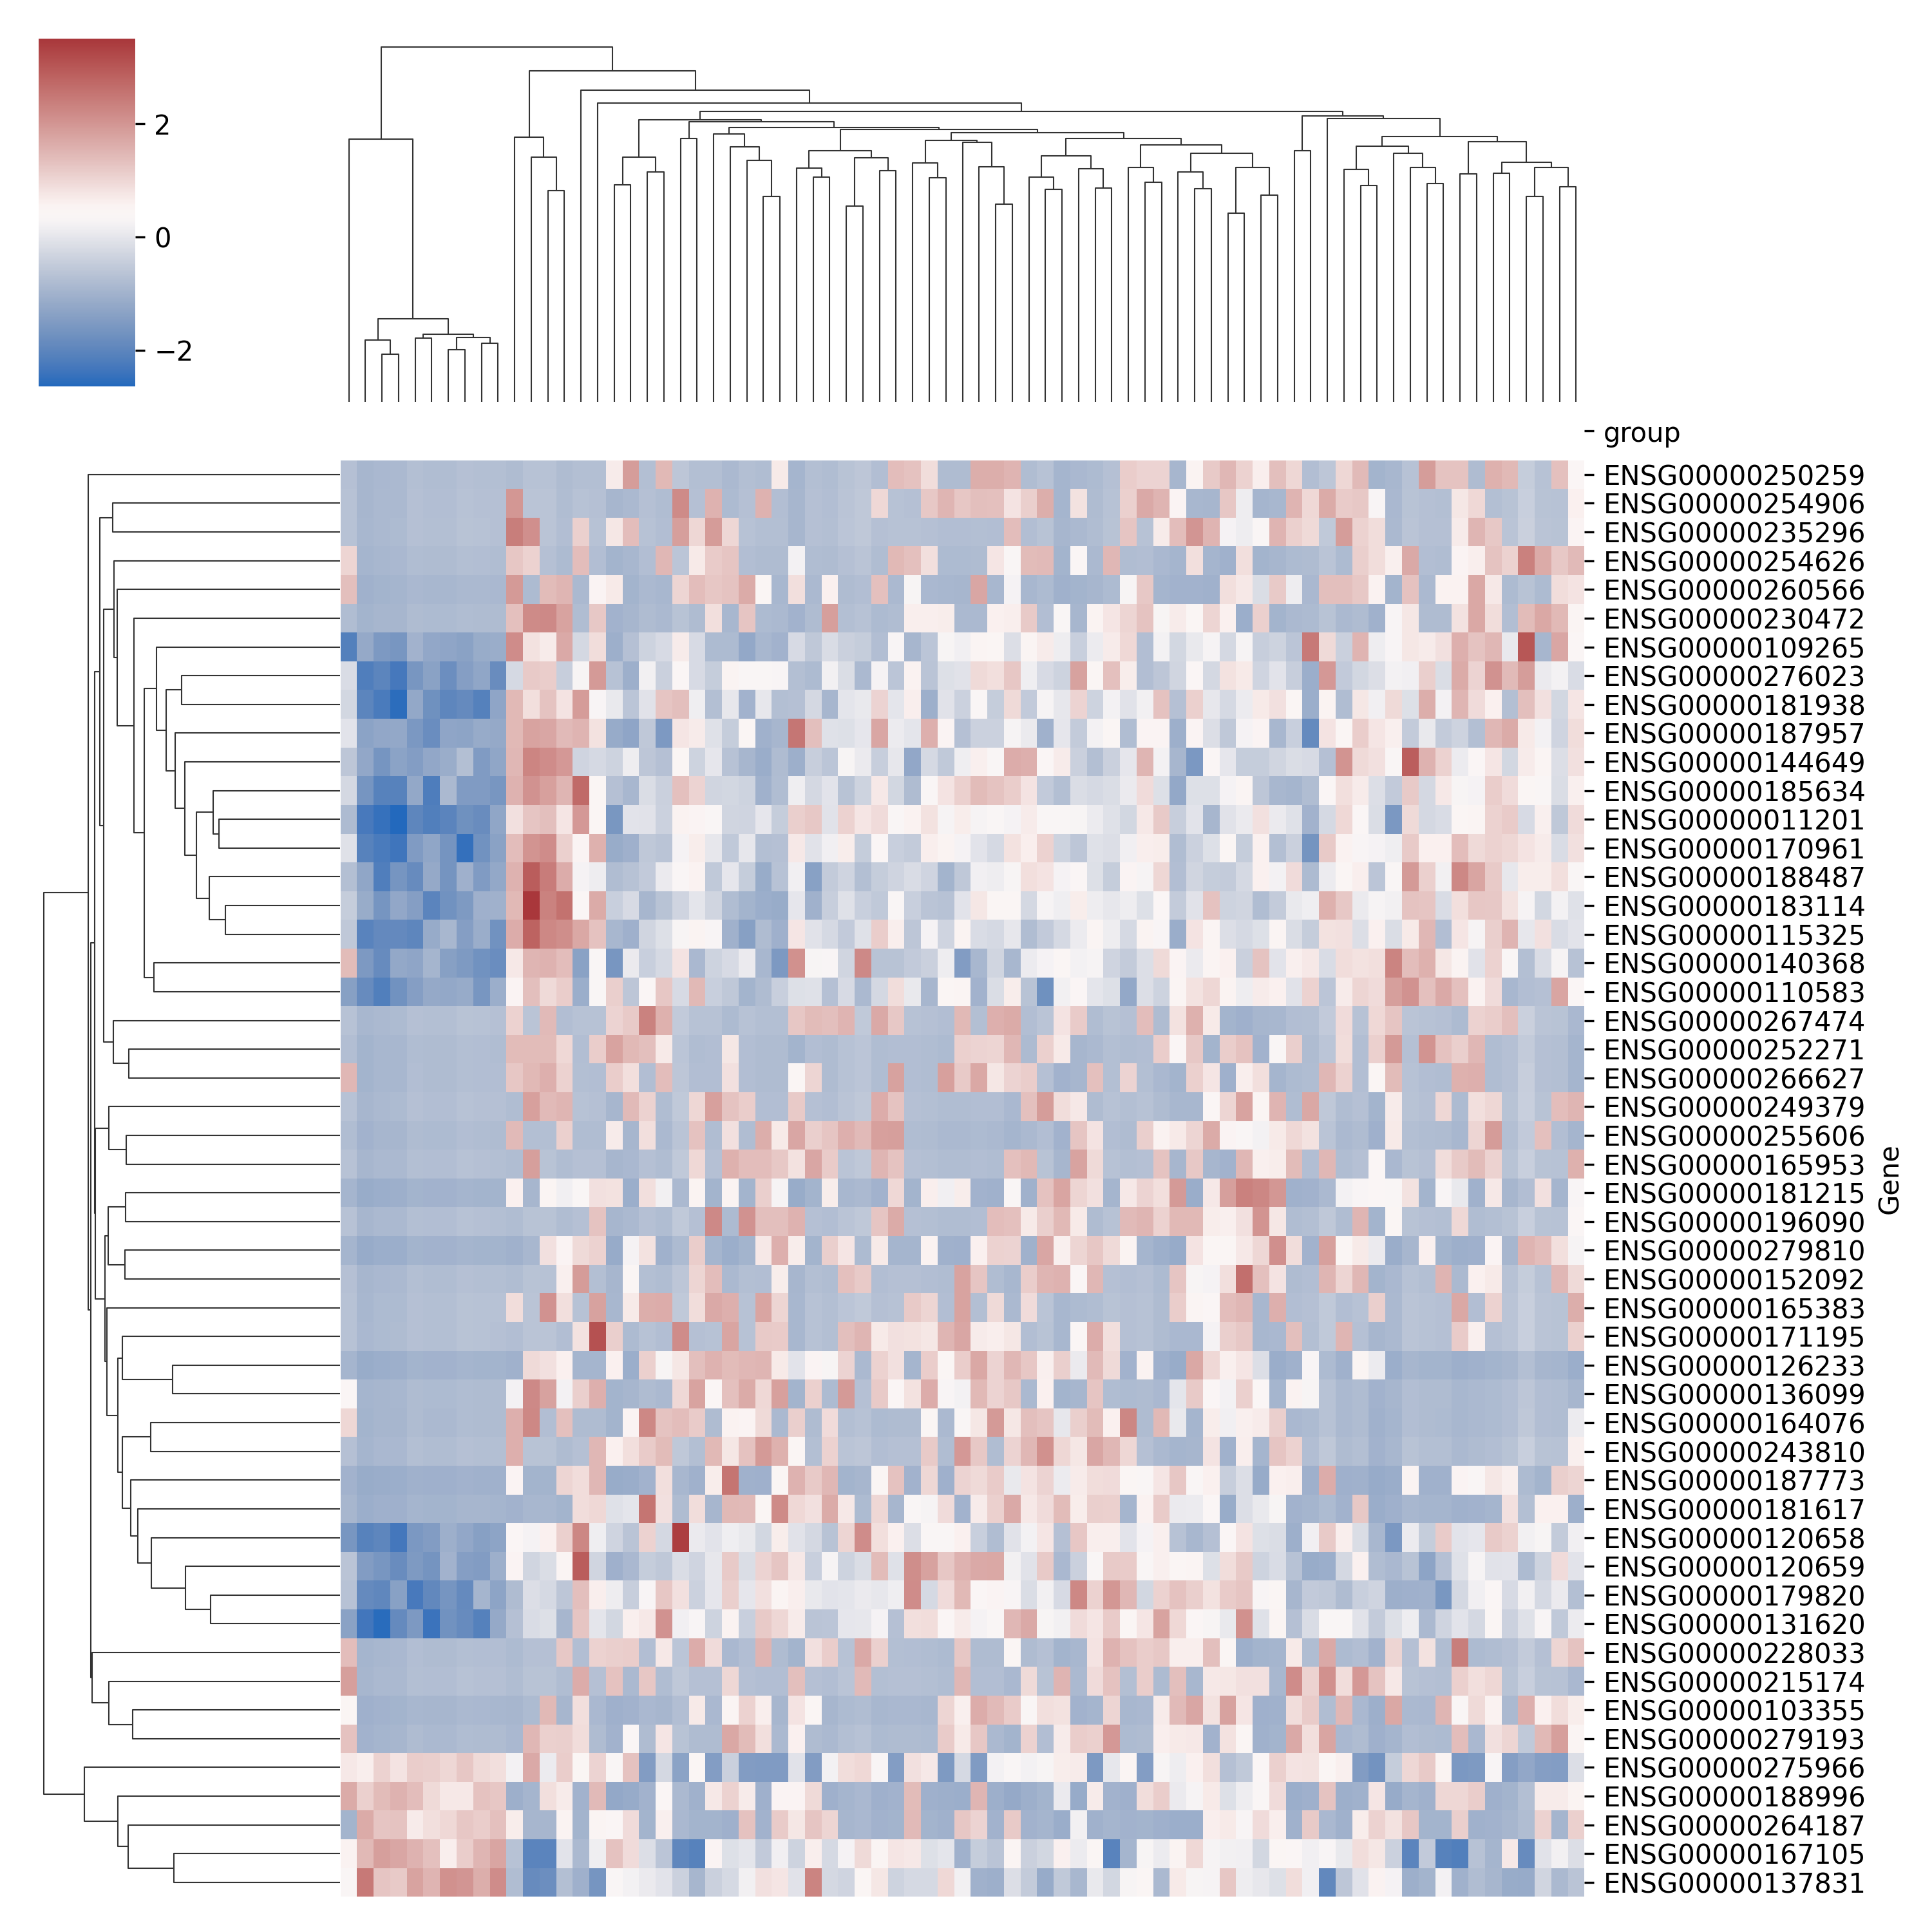 2
0
−2
group
ENSG00000250259
ENSG00000254906
ENSG00000235296
ENSG00000254626
ENSG00000260566
ENSG00000230472
ENSG00000109265
ENSG00000276023
ENSG00000181938
ENSG00000187957
ENSG00000144649
ENSG00000185634
ENSG00000011201
ENSG00000170961
ENSG00000188487
ENSG00000183114
ENSG00000115325
ENSG00000140368
ENSG00000110583
ENSG00000267474
ENSG00000252271
ENSG00000266627
ENSG00000249379
ENSG00000255606
ENSG00000165953
ENSG00000181215
ENSG00000196090
ENSG00000279810
ENSG00000152092
ENSG00000165383
ENSG00000171195
ENSG00000126233
ENSG00000136099
ENSG00000164076
ENSG00000243810
ENSG00000187773
ENSG00000181617
ENSG00000120658
ENSG00000120659
ENSG00000179820
ENSG00000131620
ENSG00000228033
ENSG00000215174
ENSG00000103355
ENSG00000279193
ENSG00000275966
ENSG00000188996
ENSG00000264187
ENSG00000167105
ENSG00000137831
Gene